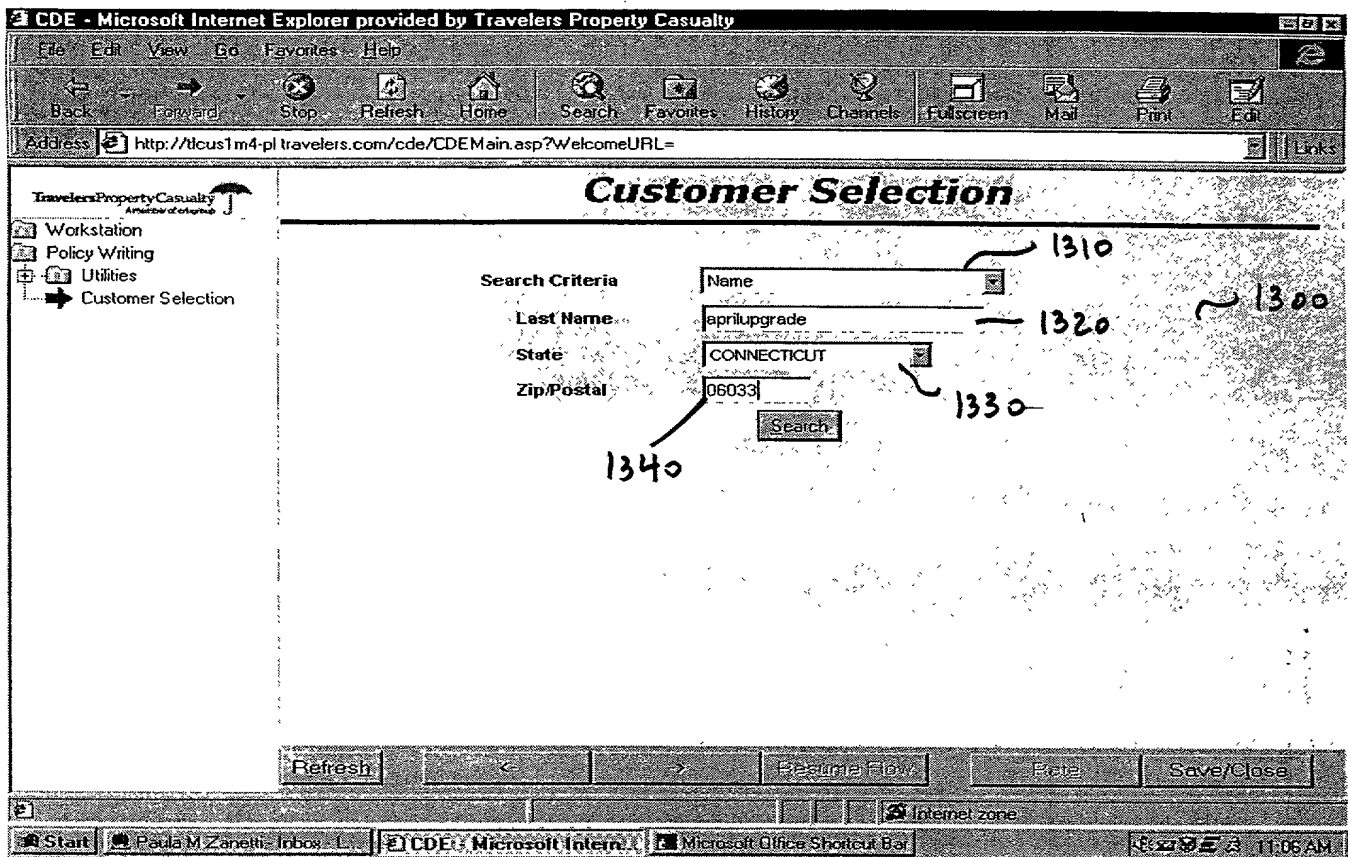 CDE - Microsoft Internet Explorer provided by Travelers Property Casualty
File Edit View Go Favorites Help
Back Forward Stop Refresh Home Search Favorites History Channels Fullscreen Mail Print Edit
Address http://tlcus1m4-pl travelers.com/cde/CDEMain.asp?WelcomeURL= Links
TravelersPropertyCasualty
A member of citigroup
Customer Selection
Workstation
Policy Writing
Utilities
Customer Selection
Search Criteria Name 1310
1300
Last Name aprilupgrade 1320
State CONNECTICUT
Zip/Postal 06033 1330
Search
1340
Refresh <- -> Resume Flow Rate Save/Close
Internet zone
Start Paula M Zanetti - Inbox - L... CDE - Microsoft Intern... Microsoft Office Shortcut Bar 11:06 AM